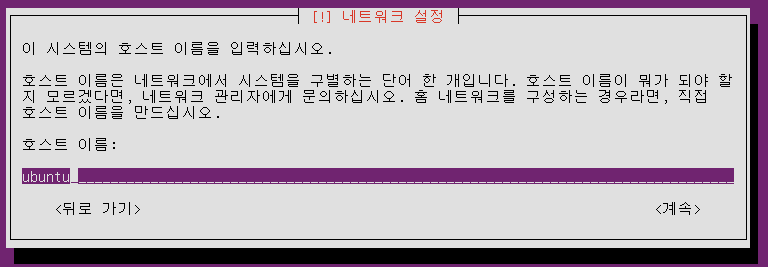 [!] 네트워크 설정
이 시스템의 호스트 이름을 입력하십시오.
호스트 이름은 네트워크에서 시스템을 구별하는 단어 한 개입니다. 호스트 이름이 뭐가 되야 할
지 모르겠다면, 네트워크 관리자에게 문의하십시오. 홈 네트워크를 구성하는 경우라면, 직접
호스트 이름을 만드십시오.
호스트 이름:
ubuntu
<뒤로 가기> <계속>